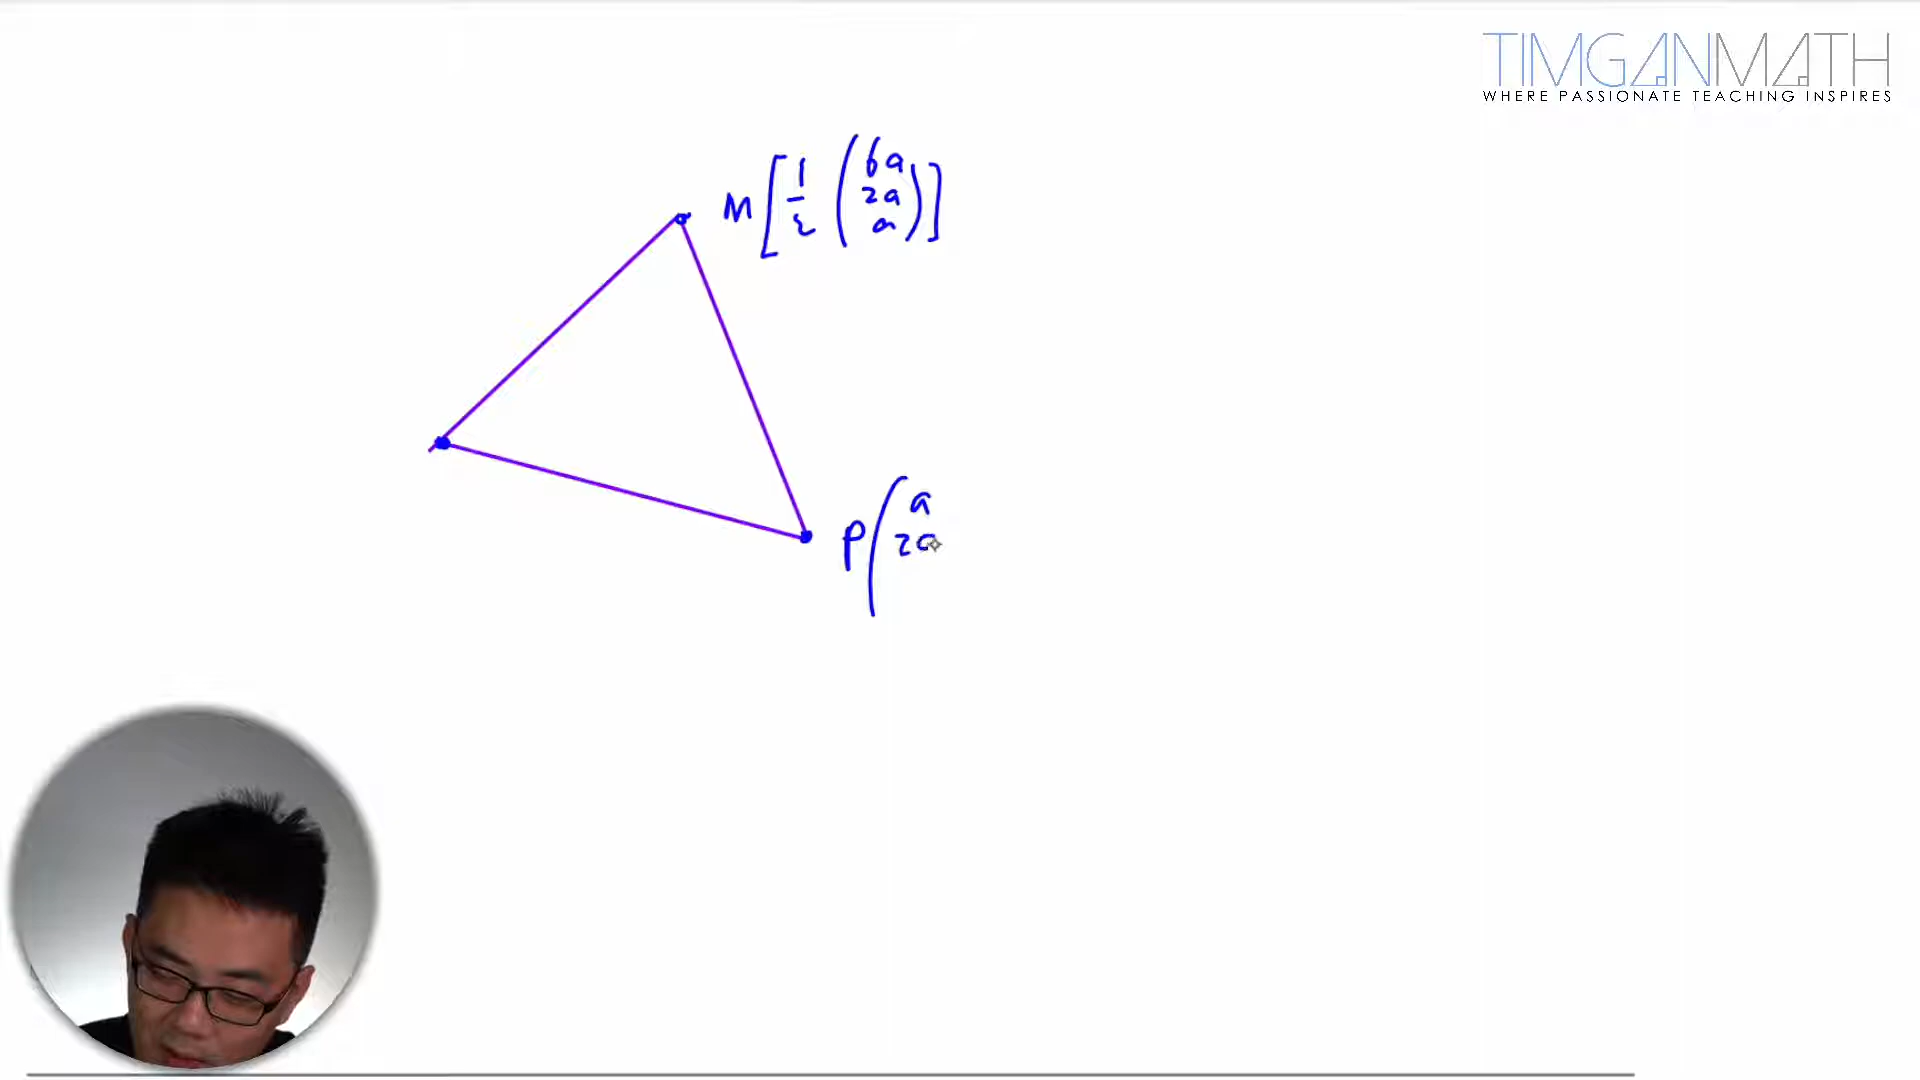 TIMGANMATH
WHERE PASSIONATE TEACHING INSPIRES
M [ 1/2 ( 6a
2a
a ) ]
P ( a
2a